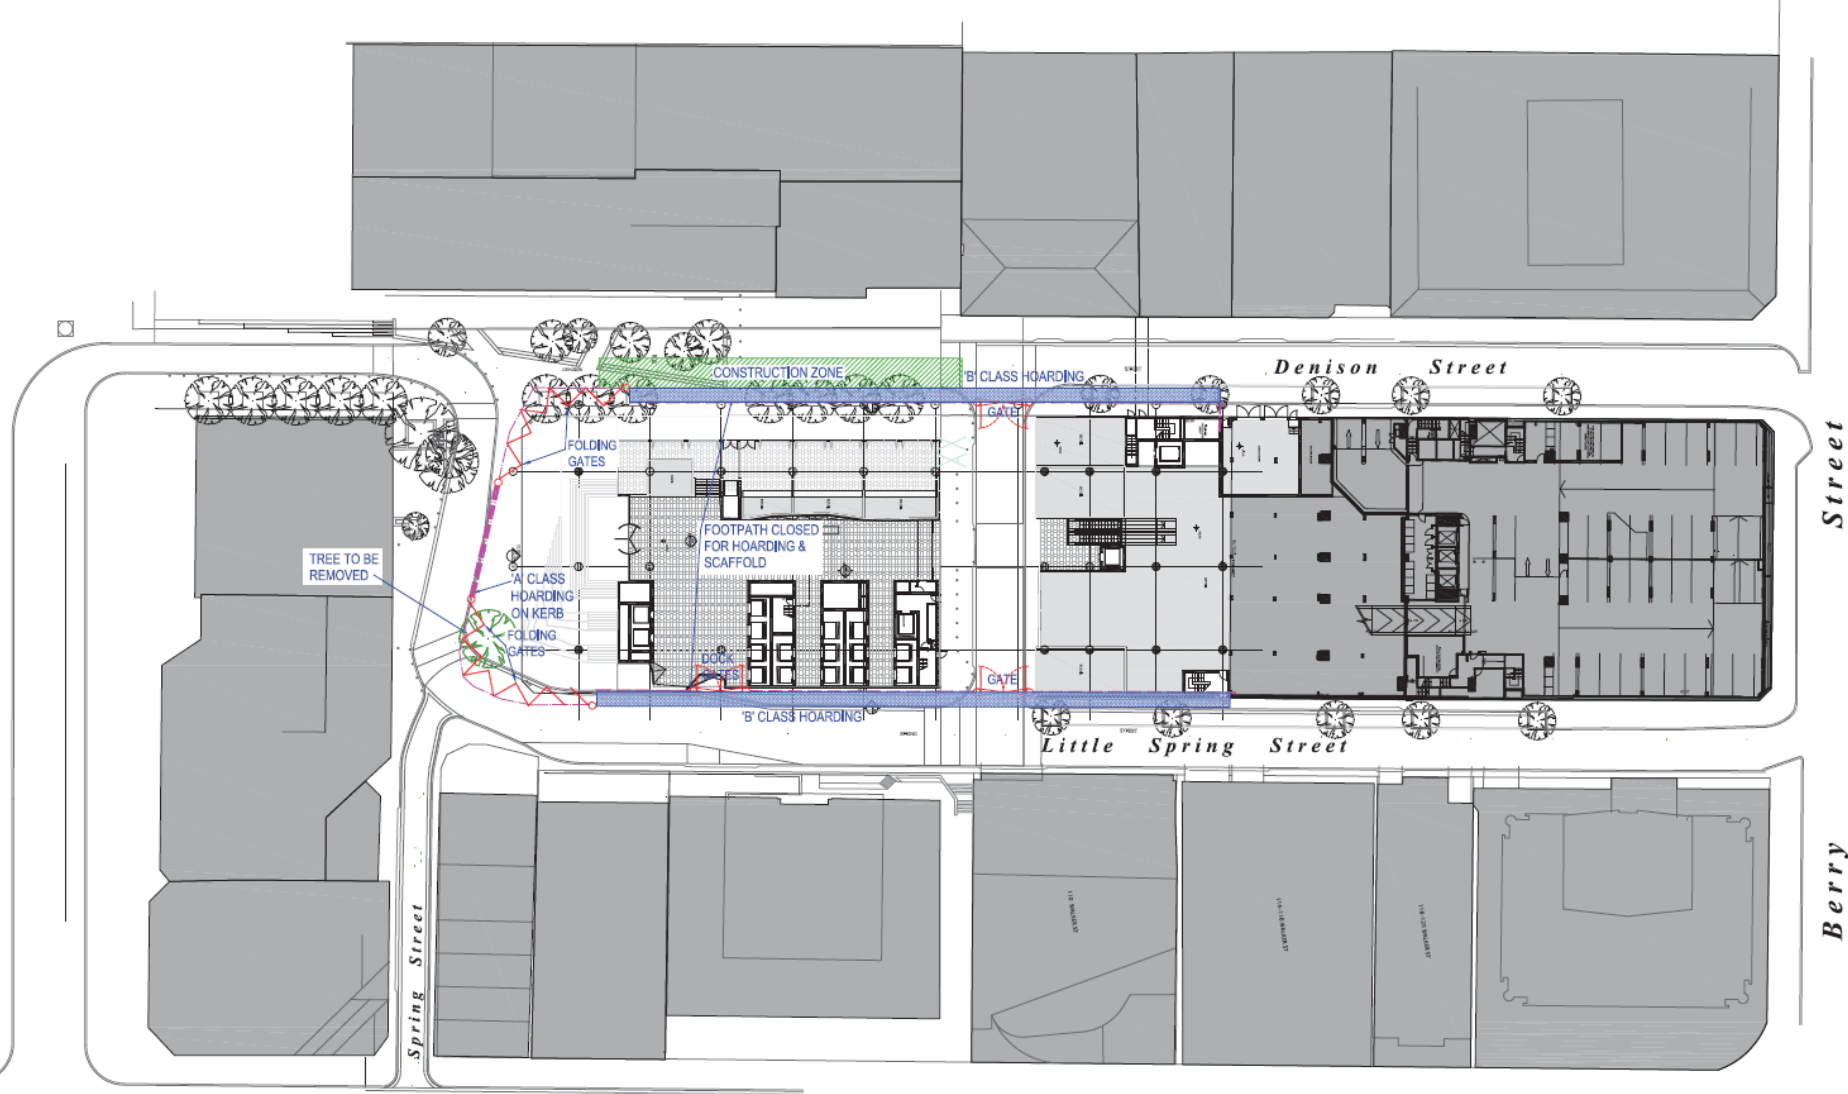 CONSTRUCTION ZONE
'B' CLASS HOARDING
Denison Street
GATE
FOLDING
GATES
Street
FOOTPATH CLOSED
FOR HOARDING &
SCAFFOLD
TREE TO BE
REMOVED
'A' CLASS
HOARDING
ON KERB
FOLDING
GATES
DOCK
GATES
GATE
'B' CLASS HOARDING
Little Spring Street
Spring Street
Berry